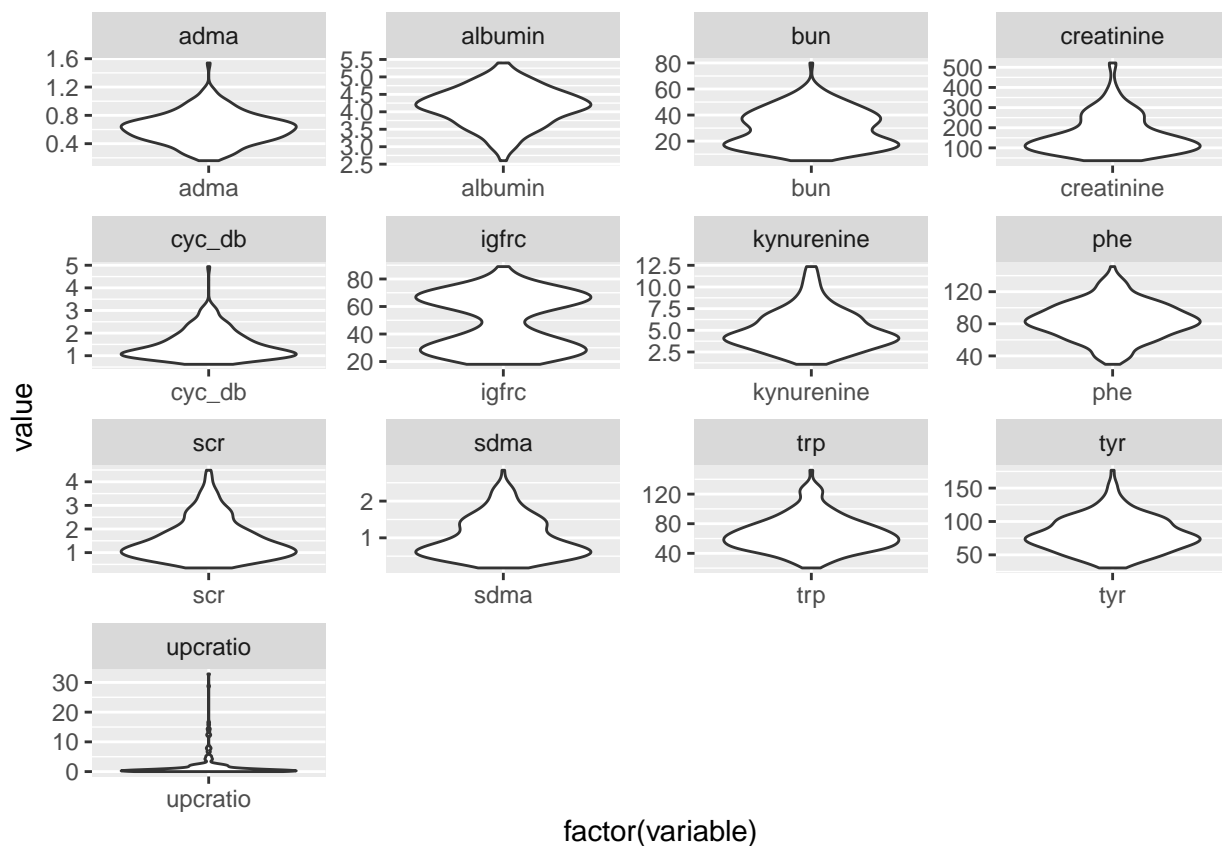 adma
albumin
bun
creatinine
1.6
1.2
0.8
0.4
5.5
5.0
4.5
4.0
3.5
3.0
2.5
80
60
40
20
500
400
300
200
100
adma
albumin
bun
creatinine
cyc_db
igfrc
kynurenine
phe
5
4
3
2
1
80
60
40
20
12.5
10.0
7.5
5.0
2.5
120
80
40
cyc_db
igfrc
kynurenine
phe
value
scr
sdma
trp
tyr
4
3
2
1
2
1
120
80
40
150
100
50
scr
sdma
trp
tyr
upcratio
30
20
10
0
upcratio
factor(variable)